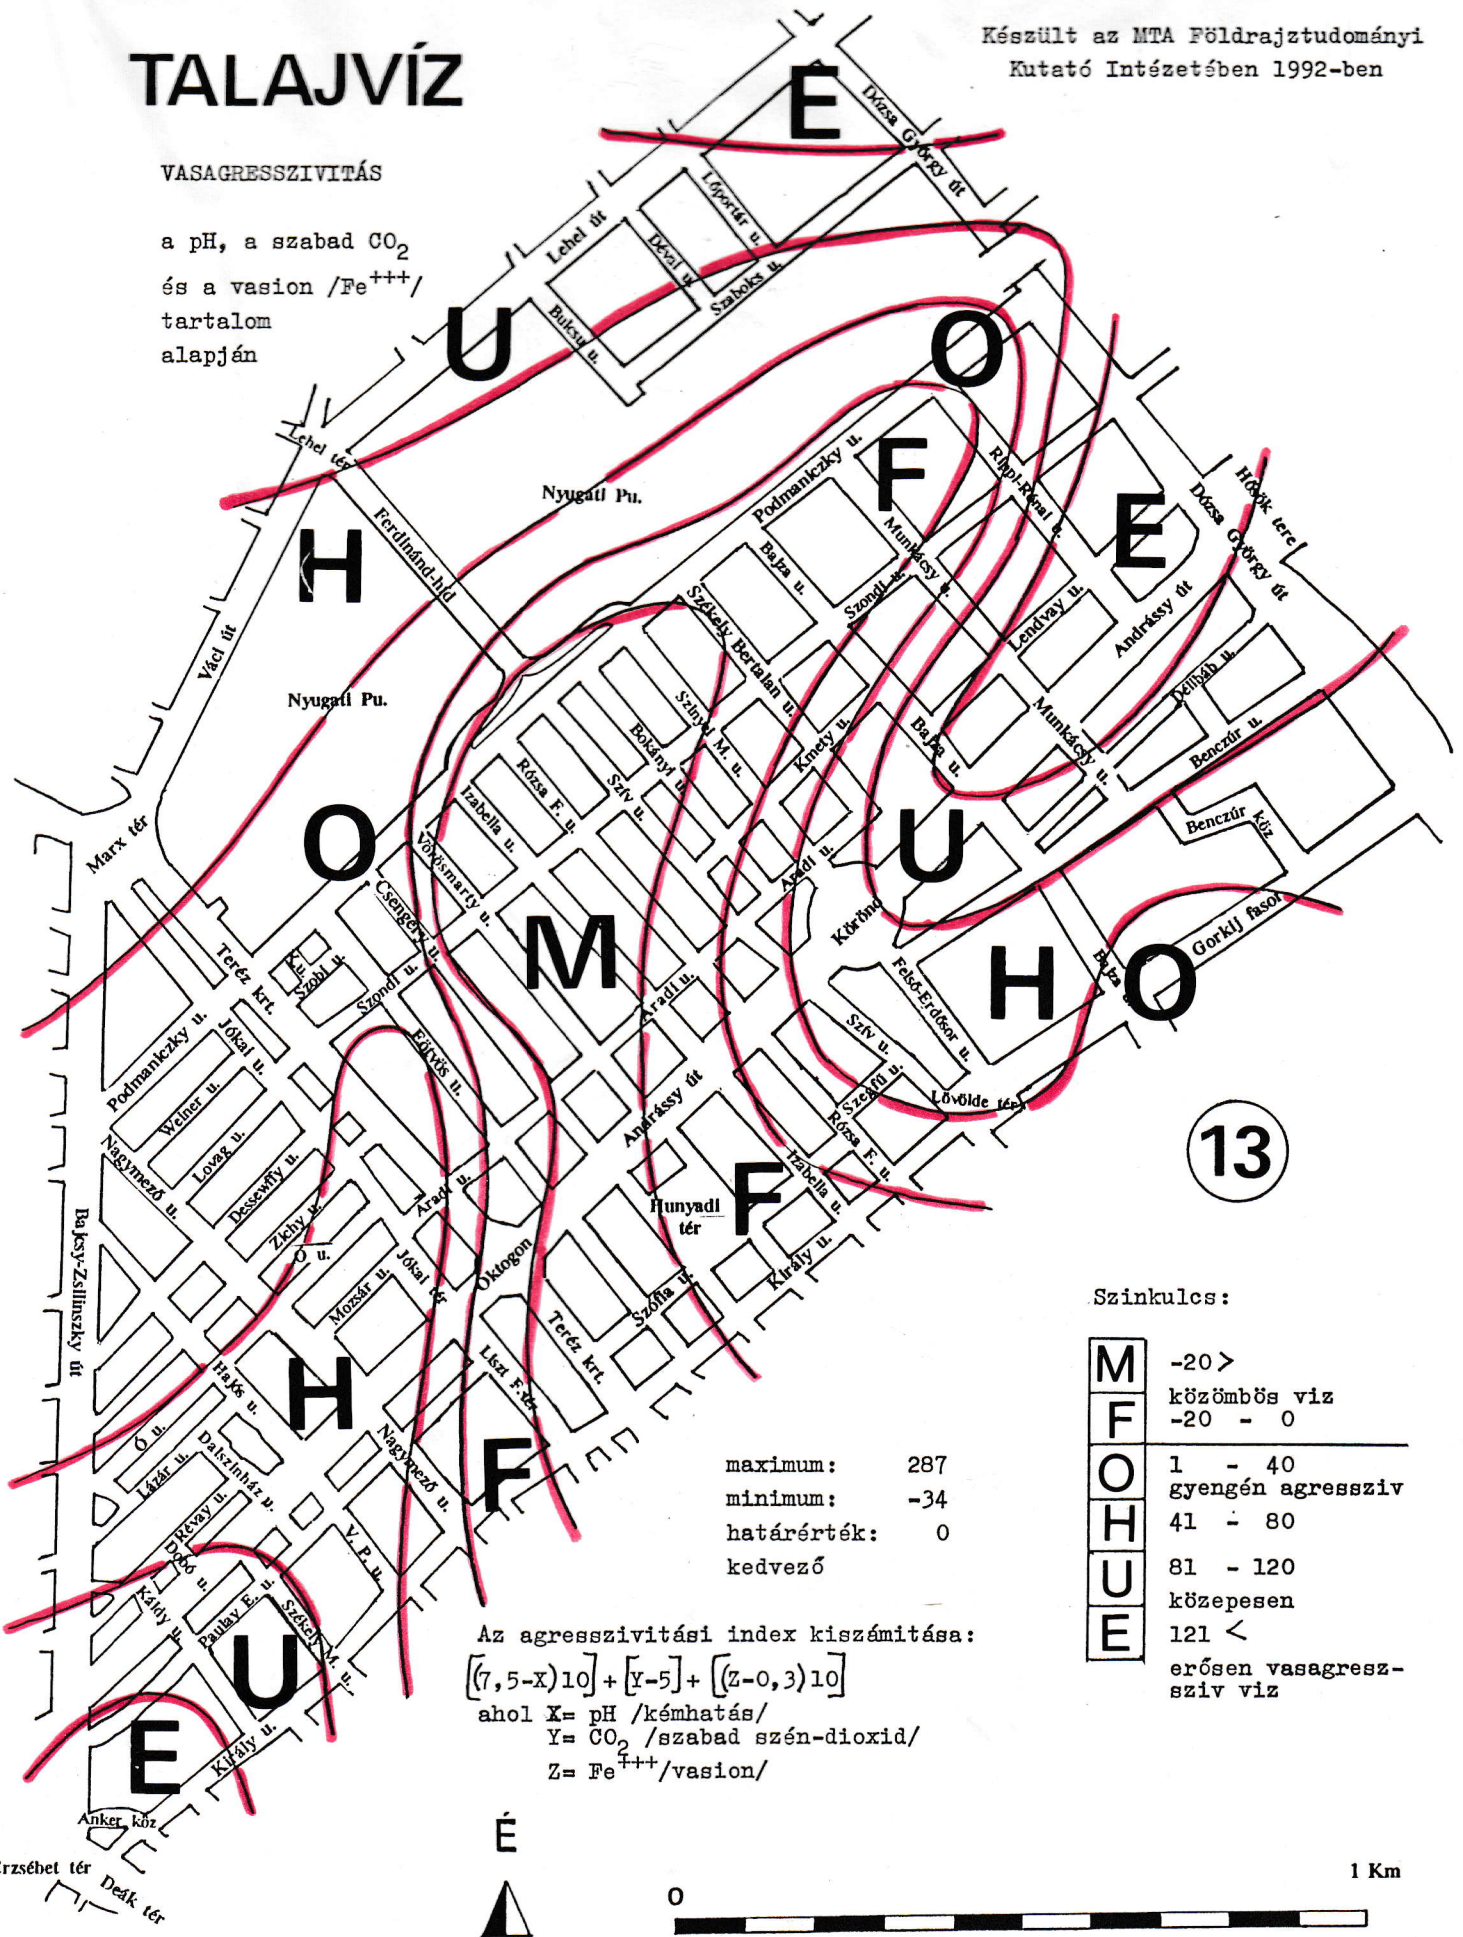 Készült az MTA Földrajztudományi
Kutató Intézetében 1992-ben
TALAJVÍZ
VASAGRESSZIVITÁS
a pH, a szabad CO2
és a vasion /Fe+++/
tartalom
alapján
É
Dózsa György út
Lőportár u.
Lehel út
Dévai u.
Szabolcs u.
Buksu u.
U
O
Lehel tér
Nyugati Pu.
Podmaniczky u.
F
Rippl-Rónai u.
E
Hősök tere
Dózsa György út
H
Ferdinánd-híd
Munkácsy u.
Bajza u.
Szondi u.
Lendvay u.
Andrássy út
Váci út
Székely Bertalan u.
Délibáb u.
Nyugati Pu.
Szinyei M. u.
Bokányi u.
Kmety u.
Bajza u.
Munkácsy u.
Benczúr u.
Rózsa F. u.
Szív u.
Izabella u.
Marx tér
O
Vörösmarty u.
Aradi u.
U
Benczúr köz
Csengery u.
M
Körönd
Gorkij fasor
Teréz krt.
K.u.
Szobi u.
Szondi u.
Aradi u.
Felső-Erdősor u.
H
Bajza u.
O
Podmaniczky u.
Jókai u.
Eötvös u.
Szív u.
Weiner u.
Andrássy út
Szegfű u.
Lövölde tér
Rózsa F. u.
Lovag u.
Nagymező u.
Dessewffy u.
Izabella u.
13
Aradi u.
Zichy u.
Ó u.
Hunyadi
tér
F
Király u.
Bajcsy-Zsilinszky út
Mozsár u.
Jókai tér
Oktogon
Szófia u.
Teréz krt.
Hajós u.
H
Liszt F. tér
Ó u.
Lázár u.
Dalszínház u.
Nagymező u.
F
Révay u.
V. P. u.
Dobó u.
Káldy u.
Paulay E. u.
Székely M. u.
U
E
Király u.
Anker köz
Deák tér
Szinkulcs:
M -20 >
közömbös viz
F -20 - 0
O 1 - 40
gyengén agressziv
H 41 - 80
U 81 - 120
közepesen
E 121 <
erősen vasagresz-
sziv viz
maximum: 287
minimum: -34
határérték: 0
kedvező
Az agresszivitási index kiszámitása:
[(7,5-X)10] + [Y-5] + [(Z-0,3)10]
ahol X= pH /kémhatás/
Y= CO2 /szabad szén-dioxid/
Z= Fe+++/vasion/
É
0
1 Km